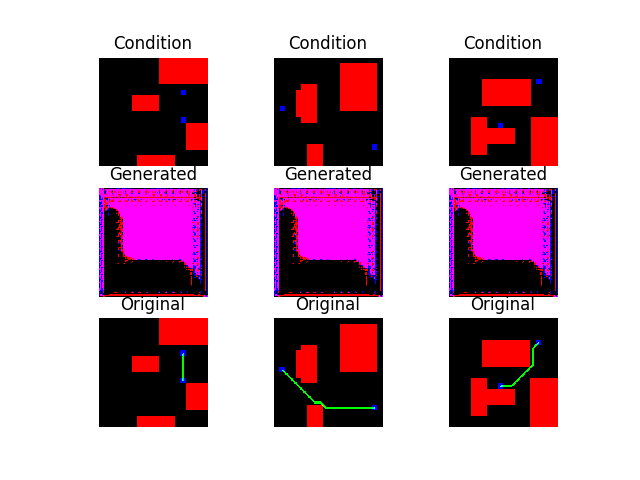 Condition Condition Condition
Generated Generated Generated
Original Original Original